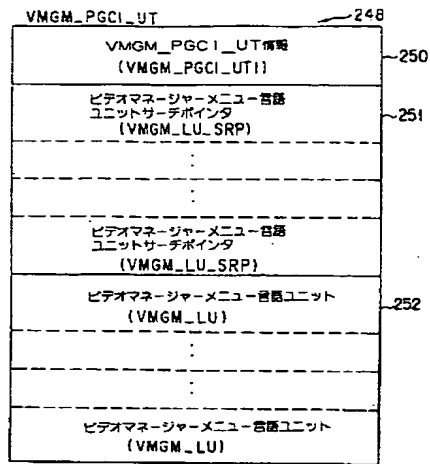 VMGM_PGCI_UT
248
VMGM_PGCI_UT情報
(VMGM_PGCI_UTI)
250
ビデオマネージャーメニュー言語
ユニットサーチポインタ
(VMGM_LU_SRP)
251
ビデオマネージャーメニュー言語
ユニットサーチポインタ
(VMGM_LU_SRP)
ビデオマネージャーメニュー言語ユニット
(VMGM_LU)
252
ビデオマネージャーメニュー言語ユニット
(VMGM_LU)